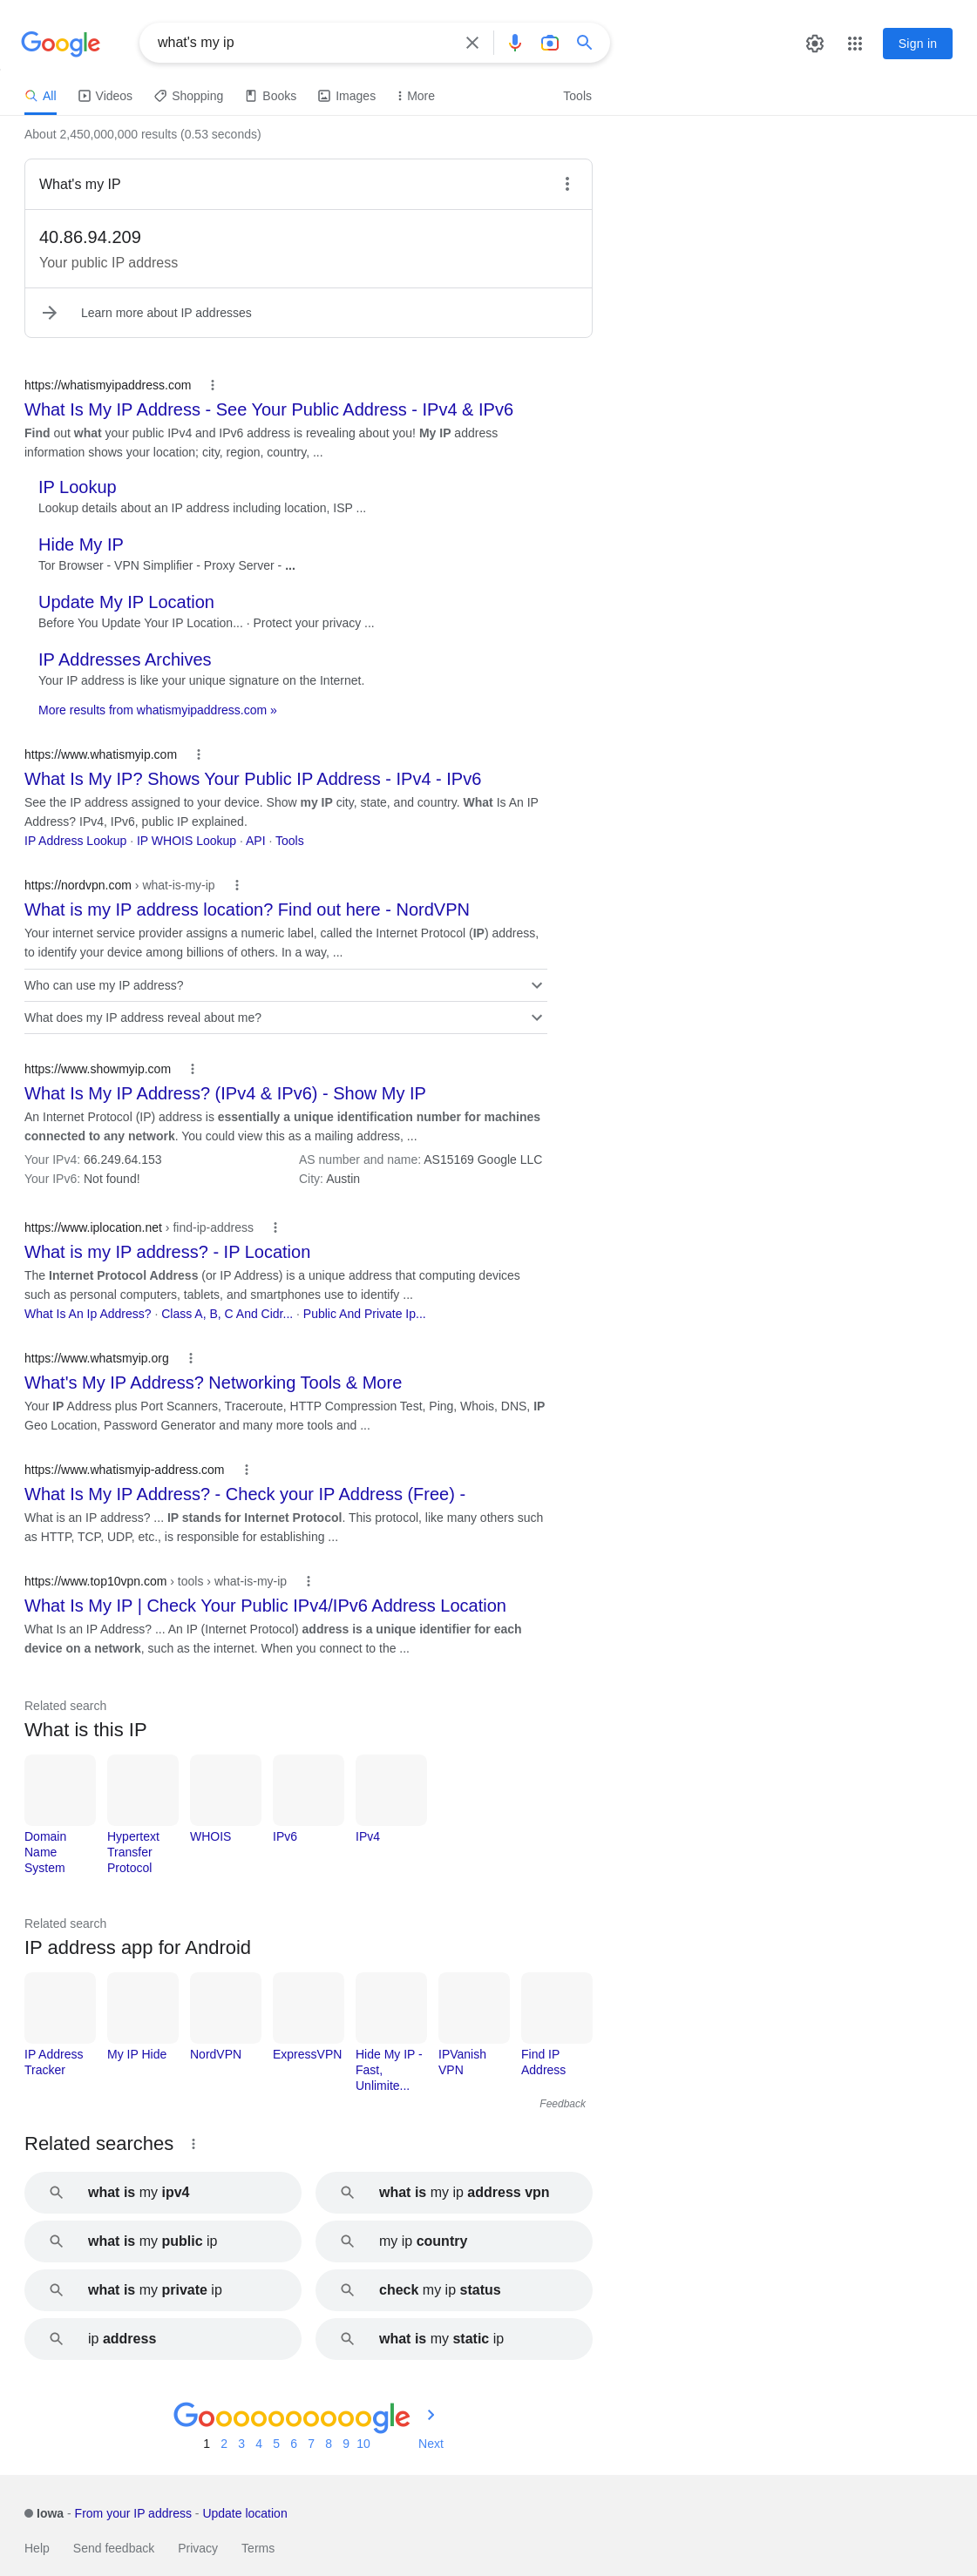 Google
what's my ip
Sign in
All
Videos
Shopping
Books
Images
More
Tools
About 2,450,000,000 results (0.53 seconds)
What's my IP
40.86.94.209
Your public IP address
Learn more about IP addresses
https://whatismyipaddress.com
What Is My IP Address - See Your Public Address - IPv4 & IPv6
Find out what your public IPv4 and IPv6 address is revealing about you! My IP address
information shows your location; city, region, country, ...
IP Lookup
Lookup details about an IP address including location, ISP ...
Hide My IP
Tor Browser - VPN Simplifier - Proxy Server - ...
Update My IP Location
Before You Update Your IP Location... · Protect your privacy ...
IP Addresses Archives
Your IP address is like your unique signature on the Internet.
More results from whatismyipaddress.com »
https://www.whatismyip.com
What Is My IP? Shows Your Public IP Address - IPv4 - IPv6
See the IP address assigned to your device. Show my IP city, state, and country. What Is An IP
Address? IPv4, IPv6, public IP explained.
IP Address Lookup · IP WHOIS Lookup · API · Tools
https://nordvpn.com › what-is-my-ip
What is my IP address location? Find out here - NordVPN
Your internet service provider assigns a numeric label, called the Internet Protocol (IP) address,
to identify your device among billions of others. In a way, ...
Who can use my IP address?
What does my IP address reveal about me?
https://www.showmyip.com
What Is My IP Address? (IPv4 & IPv6) - Show My IP
An Internet Protocol (IP) address is essentially a unique identification number for machines
connected to any network. You could view this as a mailing address, ...
Your IPv4: 66.249.64.153
AS number and name: AS15169 Google LLC
Your IPv6: Not found!
City: Austin
https://www.iplocation.net › find-ip-address
What is my IP address? - IP Location
The Internet Protocol Address (or IP Address) is a unique address that computing devices
such as personal computers, tablets, and smartphones use to identify ...
What Is An Ip Address? · Class A, B, C And Cidr... · Public And Private Ip...
https://www.whatsmyip.org
What's My IP Address? Networking Tools & More
Your IP Address plus Port Scanners, Traceroute, HTTP Compression Test, Ping, Whois, DNS, IP
Geo Location, Password Generator and many more tools and ...
https://www.whatismyip-address.com
What Is My IP Address? - Check your IP Address (Free) -
What is an IP address? ... IP stands for Internet Protocol. This protocol, like many others such
as HTTP, TCP, UDP, etc., is responsible for establishing ...
https://www.top10vpn.com › tools › what-is-my-ip
What Is My IP | Check Your Public IPv4/IPv6 Address Location
What Is an IP Address? ... An IP (Internet Protocol) address is a unique identifier for each
device on a network, such as the internet. When you connect to the ...
Related search
What is this IP
Domain
Name
System
Hypertext
Transfer
Protocol
WHOIS
IPv6
IPv4
Related search
IP address app for Android
IP Address
Tracker
My IP Hide
NordVPN
ExpressVPN
Hide My IP -
Fast,
Unlimite...
IPVanish
VPN
Find IP
Address
Feedback
Related searches
what is my ipv4
what is my ip address vpn
what is my public ip
my ip country
what is my private ip
check my ip status
ip address
what is my static ip
Goooooooooogle
1 2 3 4 5 6 7 8 9 10 Next
Iowa - From your IP address - Update location
Help
Send feedback
Privacy
Terms